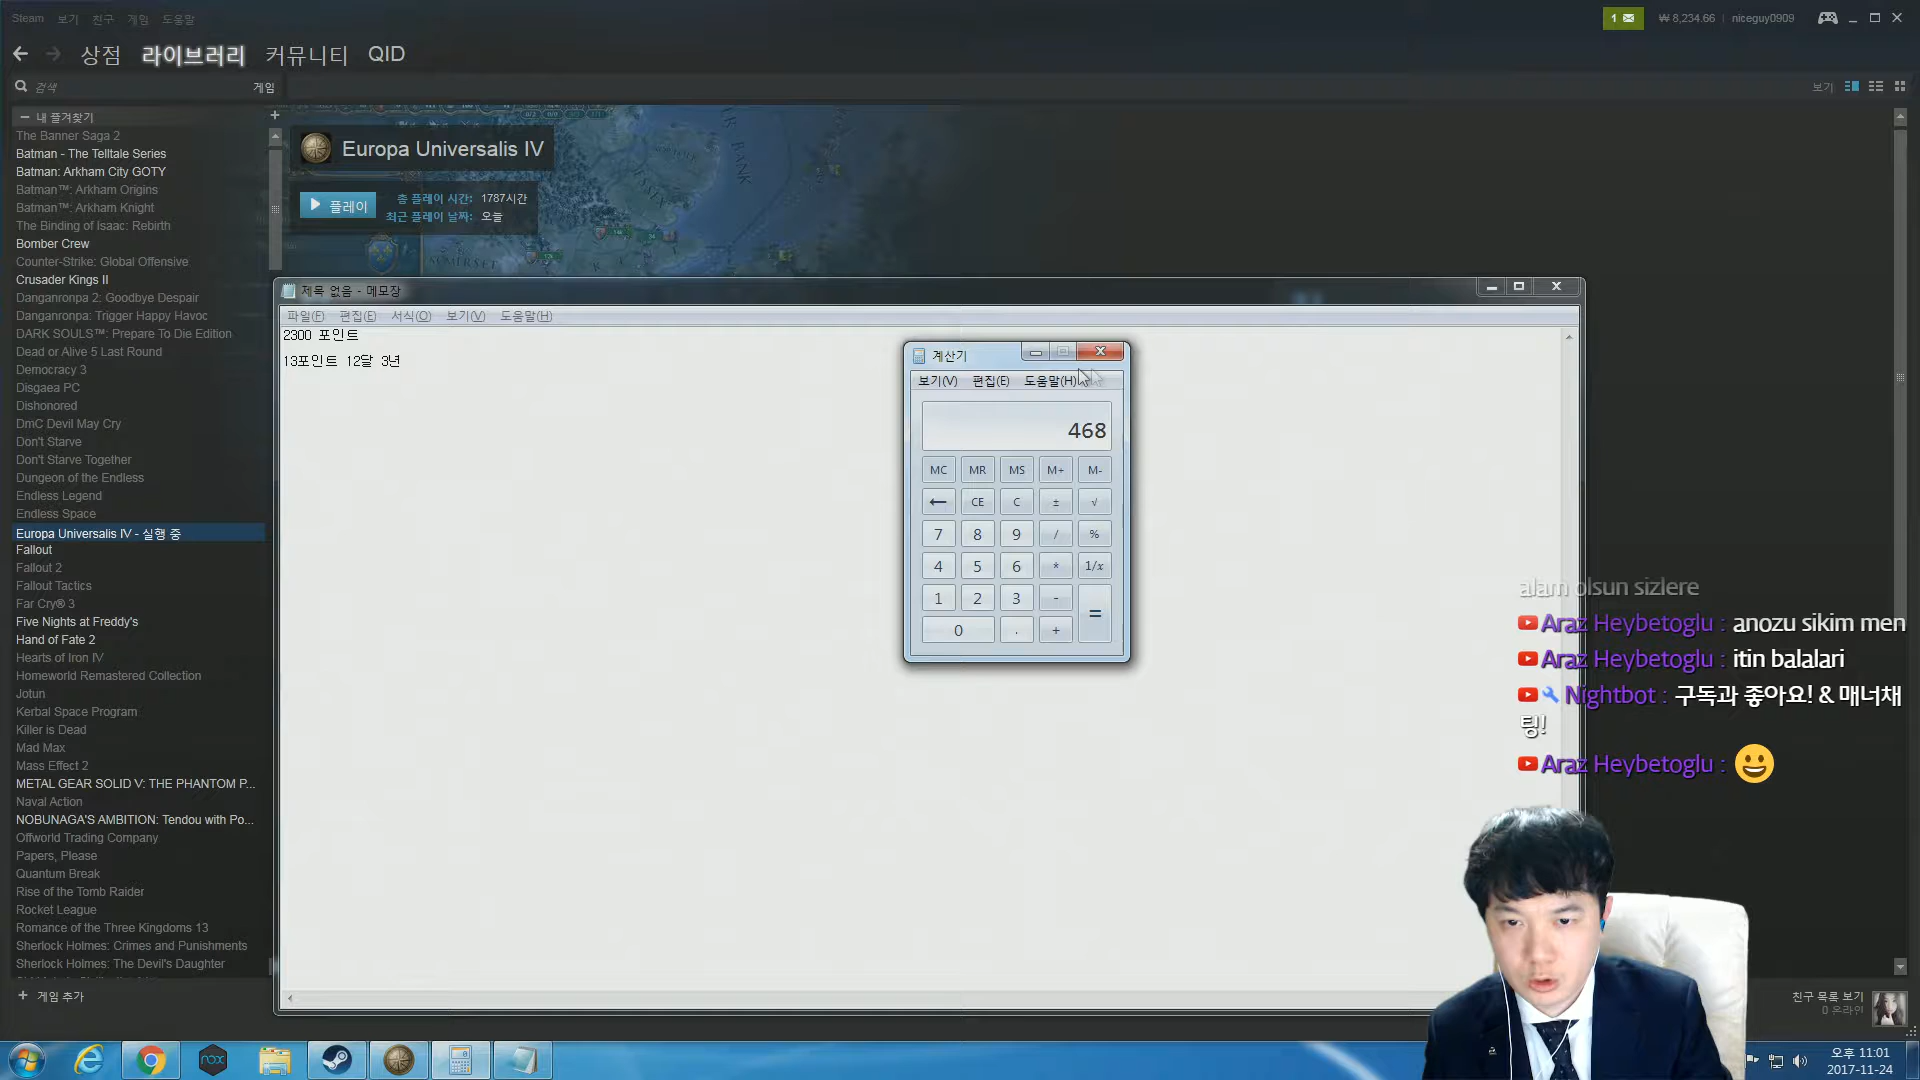 Steam 보기 친구 게임 도움말
1
₩ 8,234.66 niceguy0909
상점 라이브러리 커뮤니티 QID
검색 게임
보기
내 즐겨찾기
The Banner Saga 2
Batman - The Telltale Series
Batman: Arkham City GOTY
Batman™: Arkham Origins
Batman™: Arkham Knight
The Binding of Isaac: Rebirth
Bomber Crew
Counter-Strike: Global Offensive
Crusader Kings II
Danganronpa 2: Goodbye Despair
Danganronpa: Trigger Happy Havoc
DARK SOULS™: Prepare To Die Edition
Dead or Alive 5 Last Round
Democracy 3
Disgaea PC
Dishonored
DmC Devil May Cry
Don't Starve
Don't Starve Together
Dungeon of the Endless
Endless Legend
Endless Space
Europa Universalis IV - 실행 중
Fallout
Fallout 2
Fallout Tactics
Far Cry® 3
Five Nights at Freddy's
Hand of Fate 2
Hearts of Iron IV
Homeworld Remastered Collection
Jotun
Kerbal Space Program
Killer is Dead
Mad Max
Mass Effect 2
METAL GEAR SOLID V: THE PHANTOM P...
Naval Action
NOBUNAGA'S AMBITION: Tendou with Po...
Offworld Trading Company
Papers, Please
Quantum Break
Rise of the Tomb Raider
Rocket League
Romance of the Three Kingdoms 13
Sherlock Holmes: Crimes and Punishments
Sherlock Holmes: The Devil's Daughter
게임 추가
Europa Universalis IV
플레이
총 플레이 시간: 1787시간
최근 플레이 날짜: 오늘
BANK
ESSEX
SOMERSET
KENT
제목 없음 - 메모장
파일(F) 편집(E) 서식(O) 보기(V) 도움말(H)
2300 포인트
13포인트 12달 3년
계산기
보기(V) 편집(E) 도움말(H)
468
MC MR MS M+ M-
← CE C ± √
7 8 9 / %
4 5 6 * 1/x
1 2 3 - =
0 . +
alam olsun sizlere
Araz Heybetoglu : anozu sikim men
Araz Heybetoglu : itin balalari
Nightbot : 구독과 좋아요! & 매너채
팅!
Araz Heybetoglu :
친구 목록 보기
0 온라인
nox
오후 11:01
2017-11-24